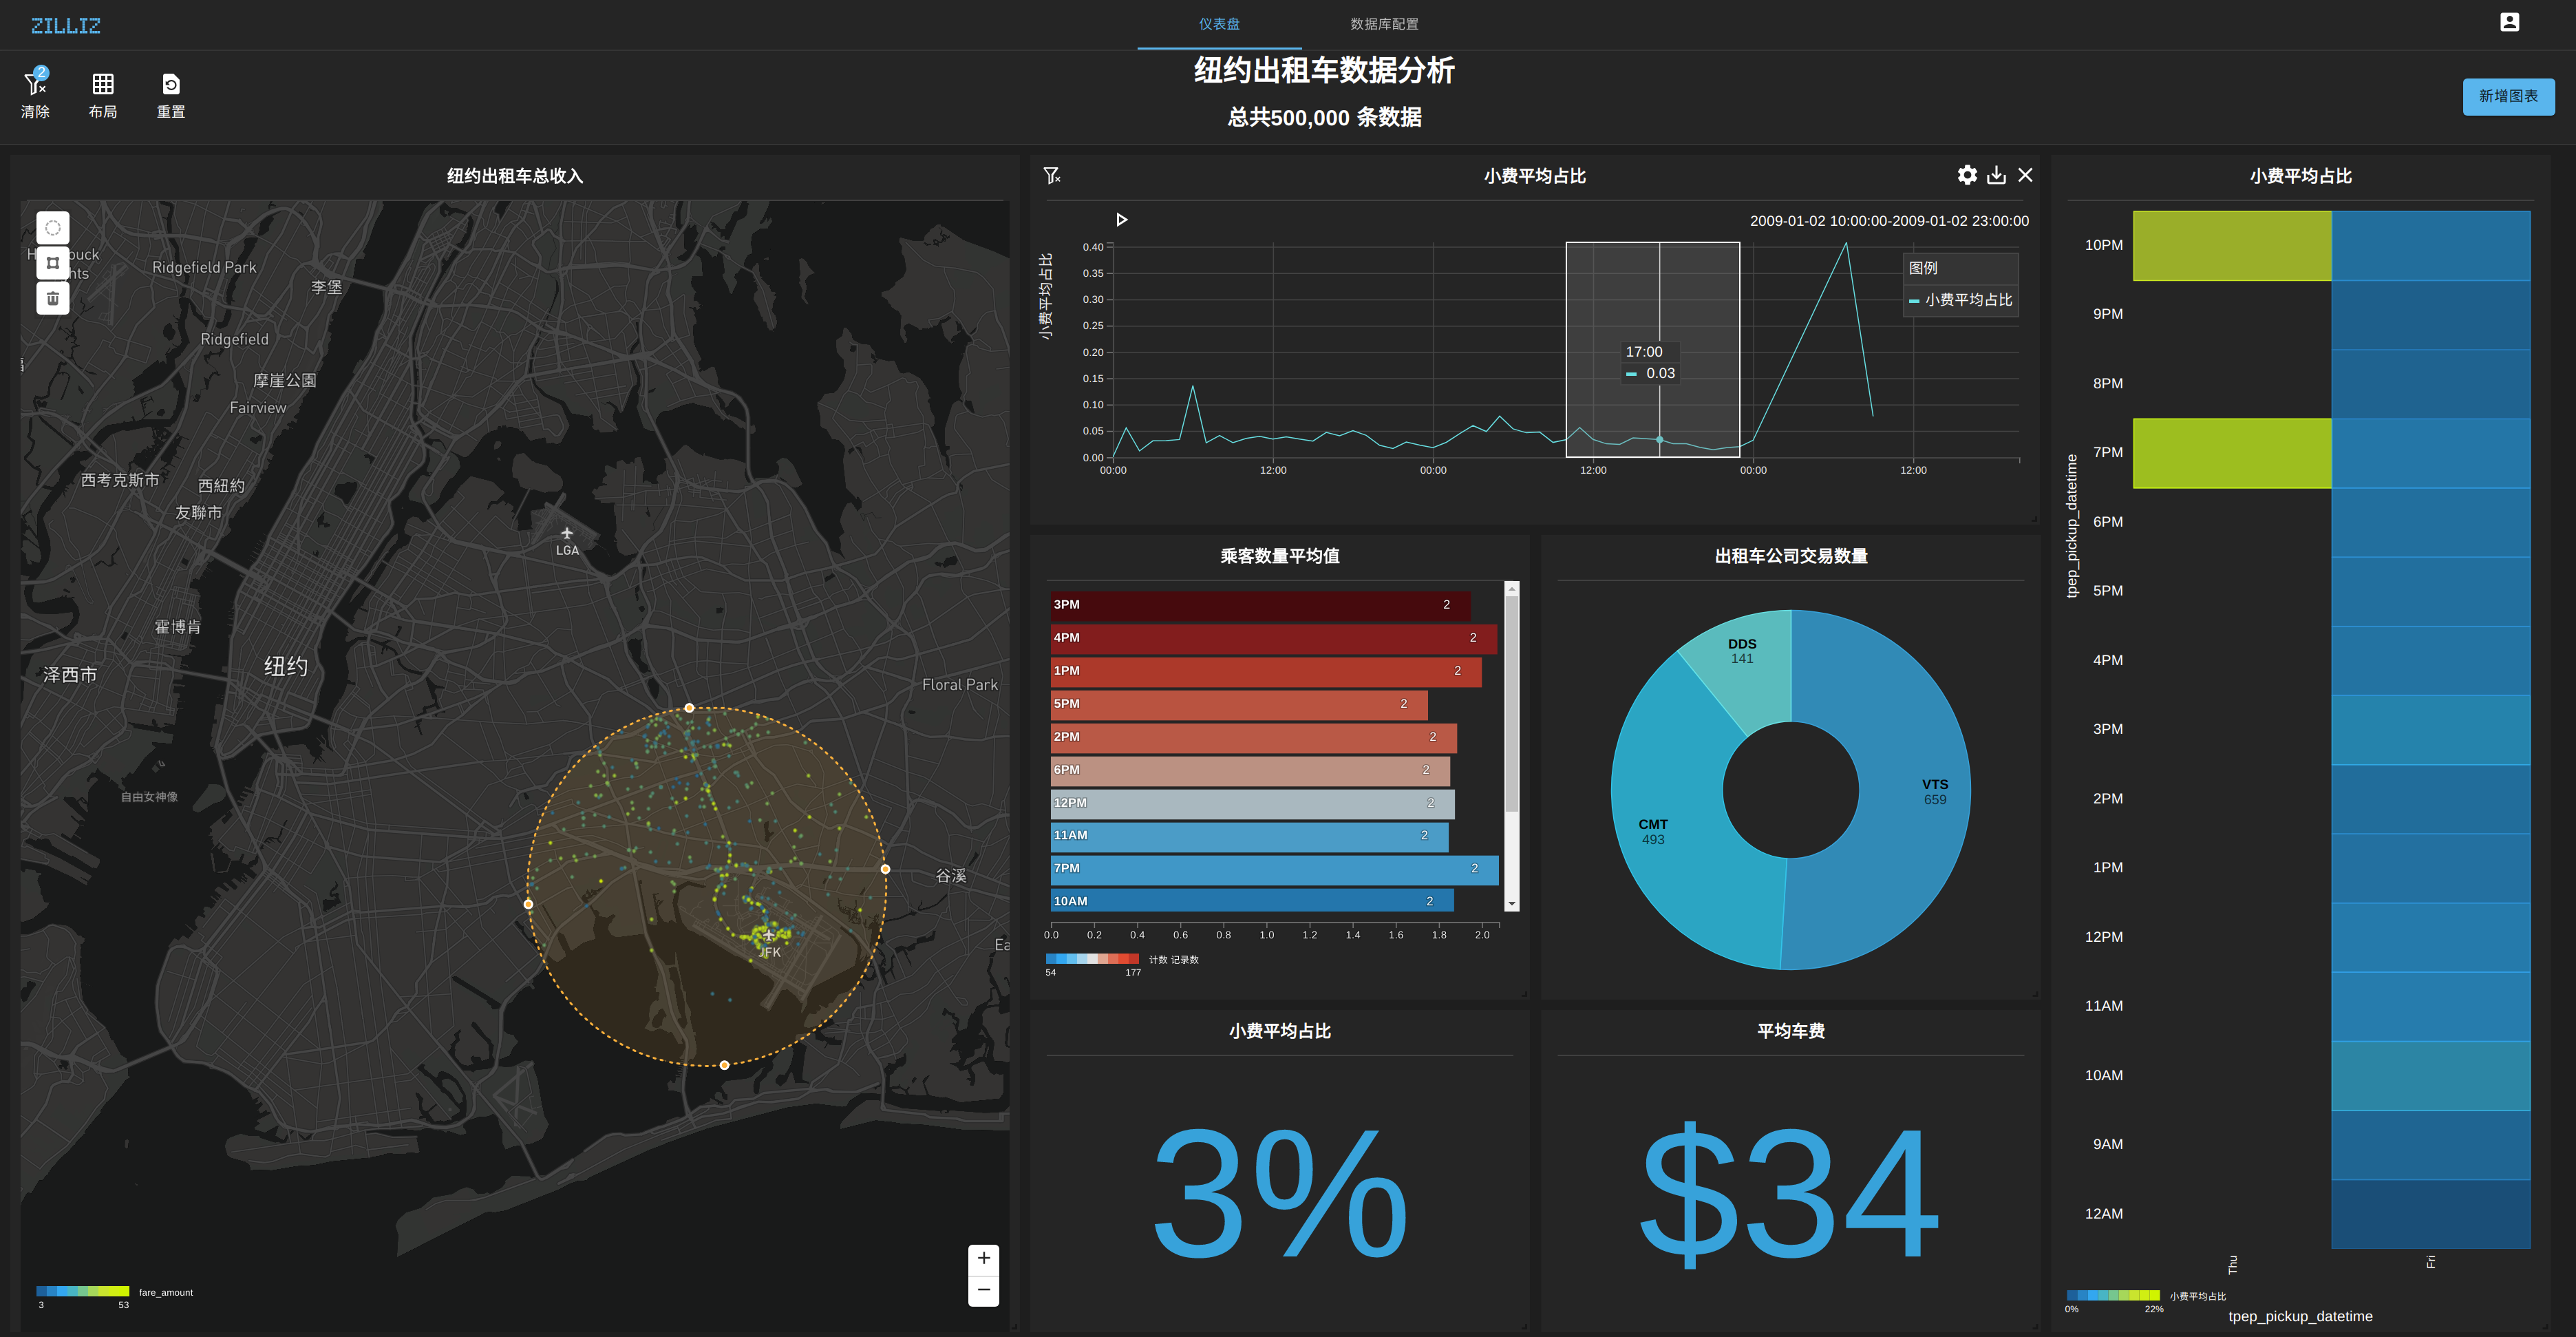 ZILLIZ
仪表盘
数据库配置
2
清除
布局
重置
纽约出租车数据分析
总共500,000 条数据
新增图表
纽约出租车总收入
Ridgefield Park
李堡
Ridgefield
摩崖公園
Fairview
西考克斯市
西紐約
友聯市
LGA
霍博肯
纽约
泽西市
Floral Park
自由女神像
谷溪
JFK
+
−
fare_amount
3
53
小费平均占比
2009-01-02 10:00:00-2009-01-02 23:00:00
小费平均占比
0.40
0.35
0.30
0.25
0.20
0.15
0.10
0.05
0.00
图例
小费平均占比
17:00
0.03
00:00
12:00
00:00
12:00
00:00
12:00
乘客数量平均值
3PM 2
4PM 2
1PM 2
5PM 2
2PM 2
6PM 2
12PM 2
11AM 2
7PM 2
10AM 2
0.0 0.2 0.4 0.6 0.8 1.0 1.2 1.4 1.6 1.8 2.0
计数 记录数
54
177
出租车公司交易数量
DDS
141
VTS
659
CMT
493
小费平均占比
3%
平均车费
$34
小费平均占比
tpep_pickup_datetime
10PM
9PM
8PM
7PM
6PM
5PM
4PM
3PM
2PM
1PM
12PM
11AM
10AM
9AM
12AM
Thu
Fri
小费平均占比
0%
22%
tpep_pickup_datetime